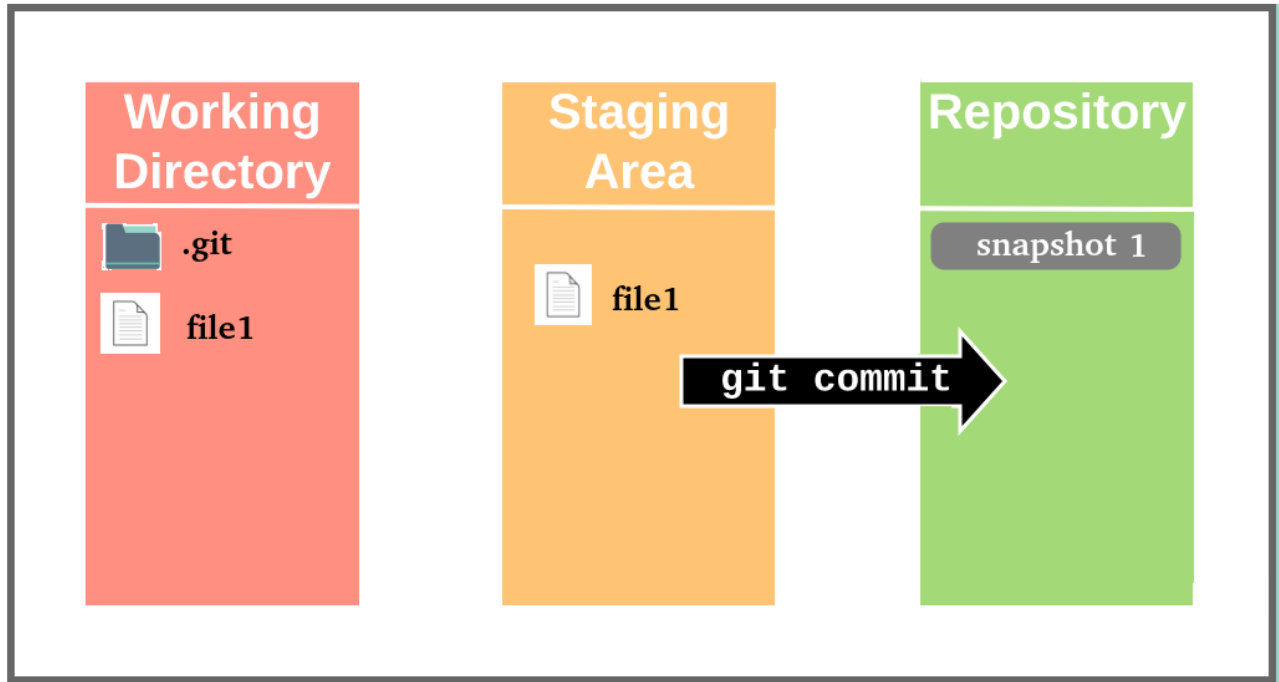 Working
Directory
.git
file1
Staging
Area
file1
git commit
Repository
snapshot 1